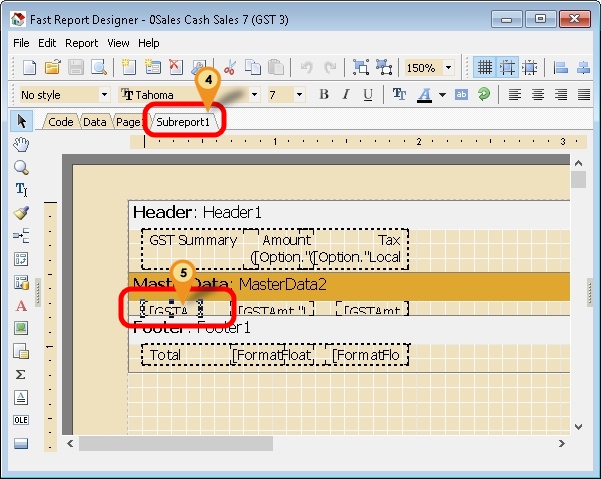 Fast Report Designer - 0Sales Cash Sales 7 (GST 3)
File Edit Report View Help
150%
No style Tahoma 7 B I U
4
Code Data Page Subreport1
1 2 3
Header: Header1
GST Summary Amount Tax
([Option."([Option."Local
5
MasterData: MasterData2
[GSTA [GSTAmt."l [GSTAmt
Footer: Footer1
Total [FormatFloat [FormatFlo
OLE